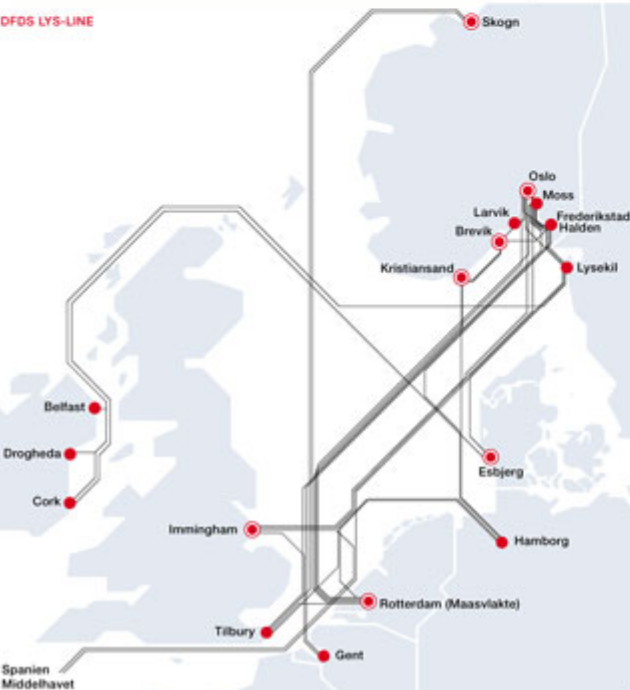 DFDS LYS-LINE
Skogn
Oslo
Moss
Larvik
Frederikstad
Halden
Brevik
Kristiansand
Lysekil
Belfast
Drogheda
Esbjerg
Cork
Immingham
Hamborg
Rotterdam (Maasvlakte)
Tilbury
Gent
Spanien
Middelhavet